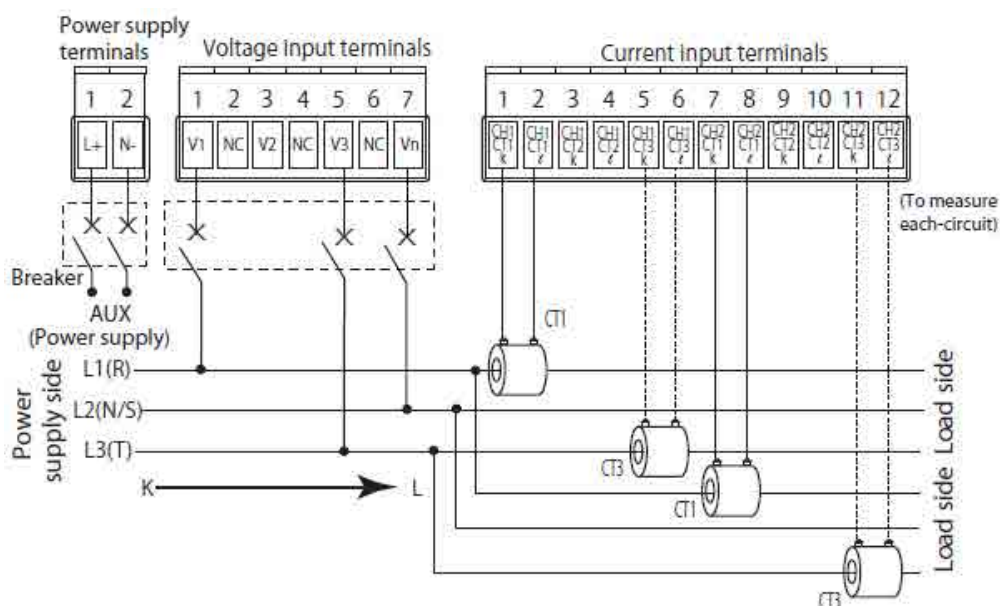 Power supply
terminals
Voltage input terminals
Current input terminals
1 2
1 2 3 4 5 6 7
1 2 3 4 5 6 7 8 9 10 11 12
L+ N-
V1 NC V2 NC V3 NC Vn
CH1 CT1 k
CH1 CT1 ℓ
CH1 CT2 k
CH1 CT2 ℓ
CH1 CT3 k
CH1 CT3 ℓ
CH2 CT1 k
CH2 CT1 ℓ
CH2 CT2 k
CH2 CT2 ℓ
CH2 CT3 k
CH2 CT3 ℓ
(To measure
each-circuit)
Breaker
AUX
(Power supply)
CT1
Power
supply side
L1(R)
L2(N/S)
L3(T)
K
L
CT3
CT1
CT3
Load side
Load side